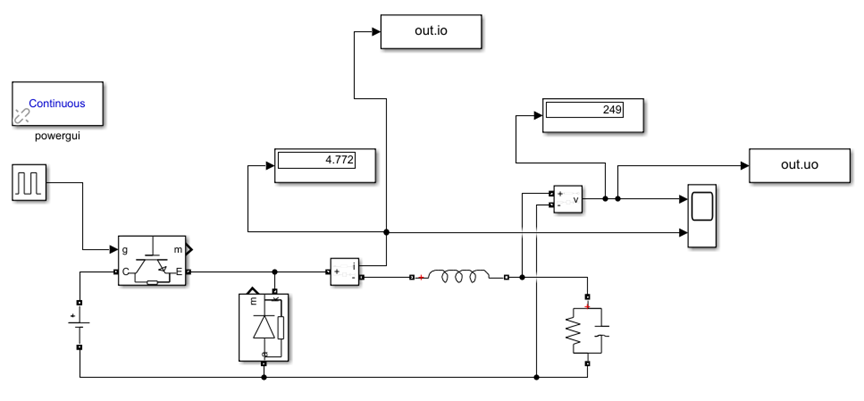 out.io
Continuous
powergui
249
4.772
out.uo
+
v
-
g
m
C
E
+
i
-
+
m
k
a
+
+